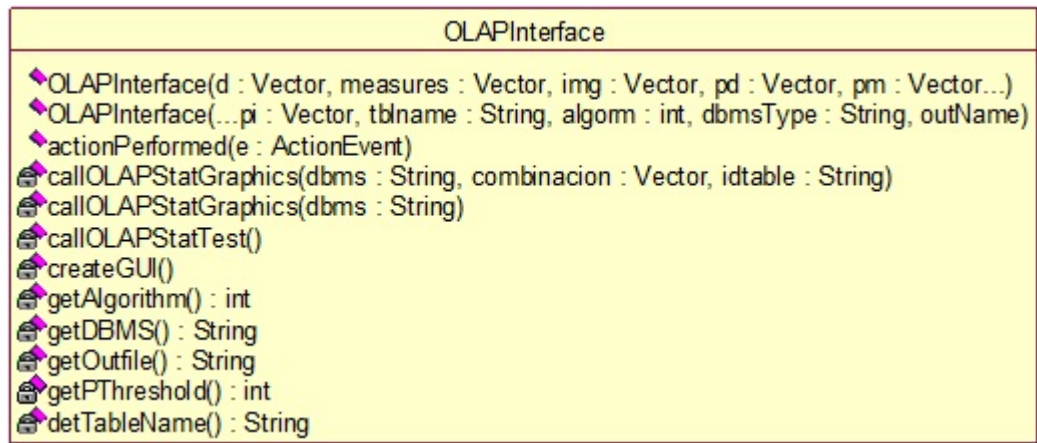 OLAPInterface
OLAPInterface(d : Vector, measures : Vector, img : Vector, pd : Vector, pm : Vector...)
OLAPInterface(...pi : Vector, tblname : String, algorm : int, dbmsType : String, outName)
actionPerformed(e : ActionEvent)
callOLAPStatGraphics(dbms : String, combinacion : Vector, idtable : String)
callOLAPStatGraphics(dbms : String)
callOLAPStatTest()
createGUI()
getAlgorithm() : int
getDBMS() : String
getOutfile() : String
getPThreshold() : int
detTableName() : String